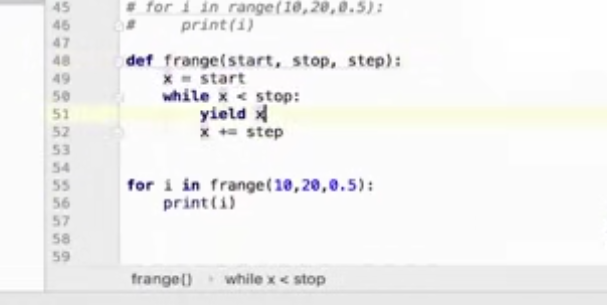 45 # for i in range(10,20,0.5):
46 #     print(i)
47
48 def frange(start, stop, step):
49     x = start
50     while x < stop:
51         yield x
52         x += step
53
54
55 for i in frange(10,20,0.5):
56     print(i)
57
58
59
frange() › while x < stop